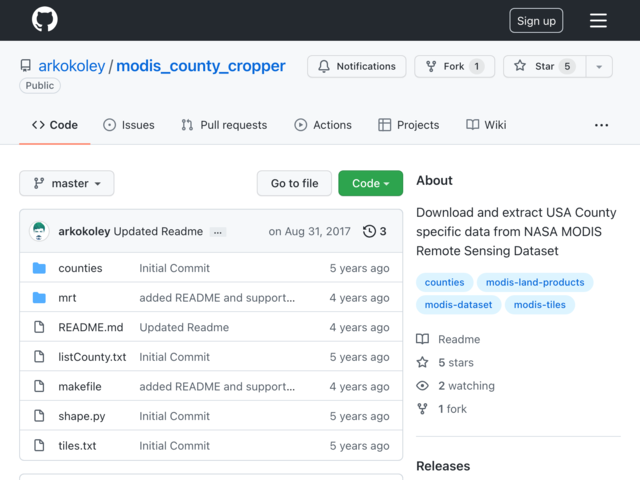 Sign up
arkokoley / modis_county_cropper
Notifications
Fork 1
Star 5
Public
Code
Issues
Pull requests
Actions
Projects
Wiki
master
Go to file
Code
About
Download and extract USA County
specific data from NASA MODIS
Remote Sensing Dataset
counties modis-land-products
modis-dataset modis-tiles
Readme
5 stars
2 watching
1 fork
Releases
arkokoley Updated Readme ... on Aug 31, 2017 3
counties Initial Commit 5 years ago
mrt added README and support... 4 years ago
README.md Updated Readme 4 years ago
listCounty.txt Initial Commit 5 years ago
makefile added README and support... 4 years ago
shape.py Initial Commit 5 years ago
tiles.txt Initial Commit 5 years ago